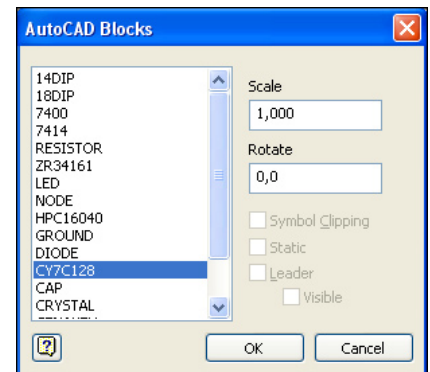 AutoCAD Blocks
14DIP
18DIP
7400
7414
RESISTOR
ZR34161
LED
NODE
HPC16040
GROUND
DIODE
CY7C128
CAP
CRYSTAL
Scale
1,000
Rotate
0,0
Symbol Clipping
Static
Leader
Visible
?
OK
Cancel